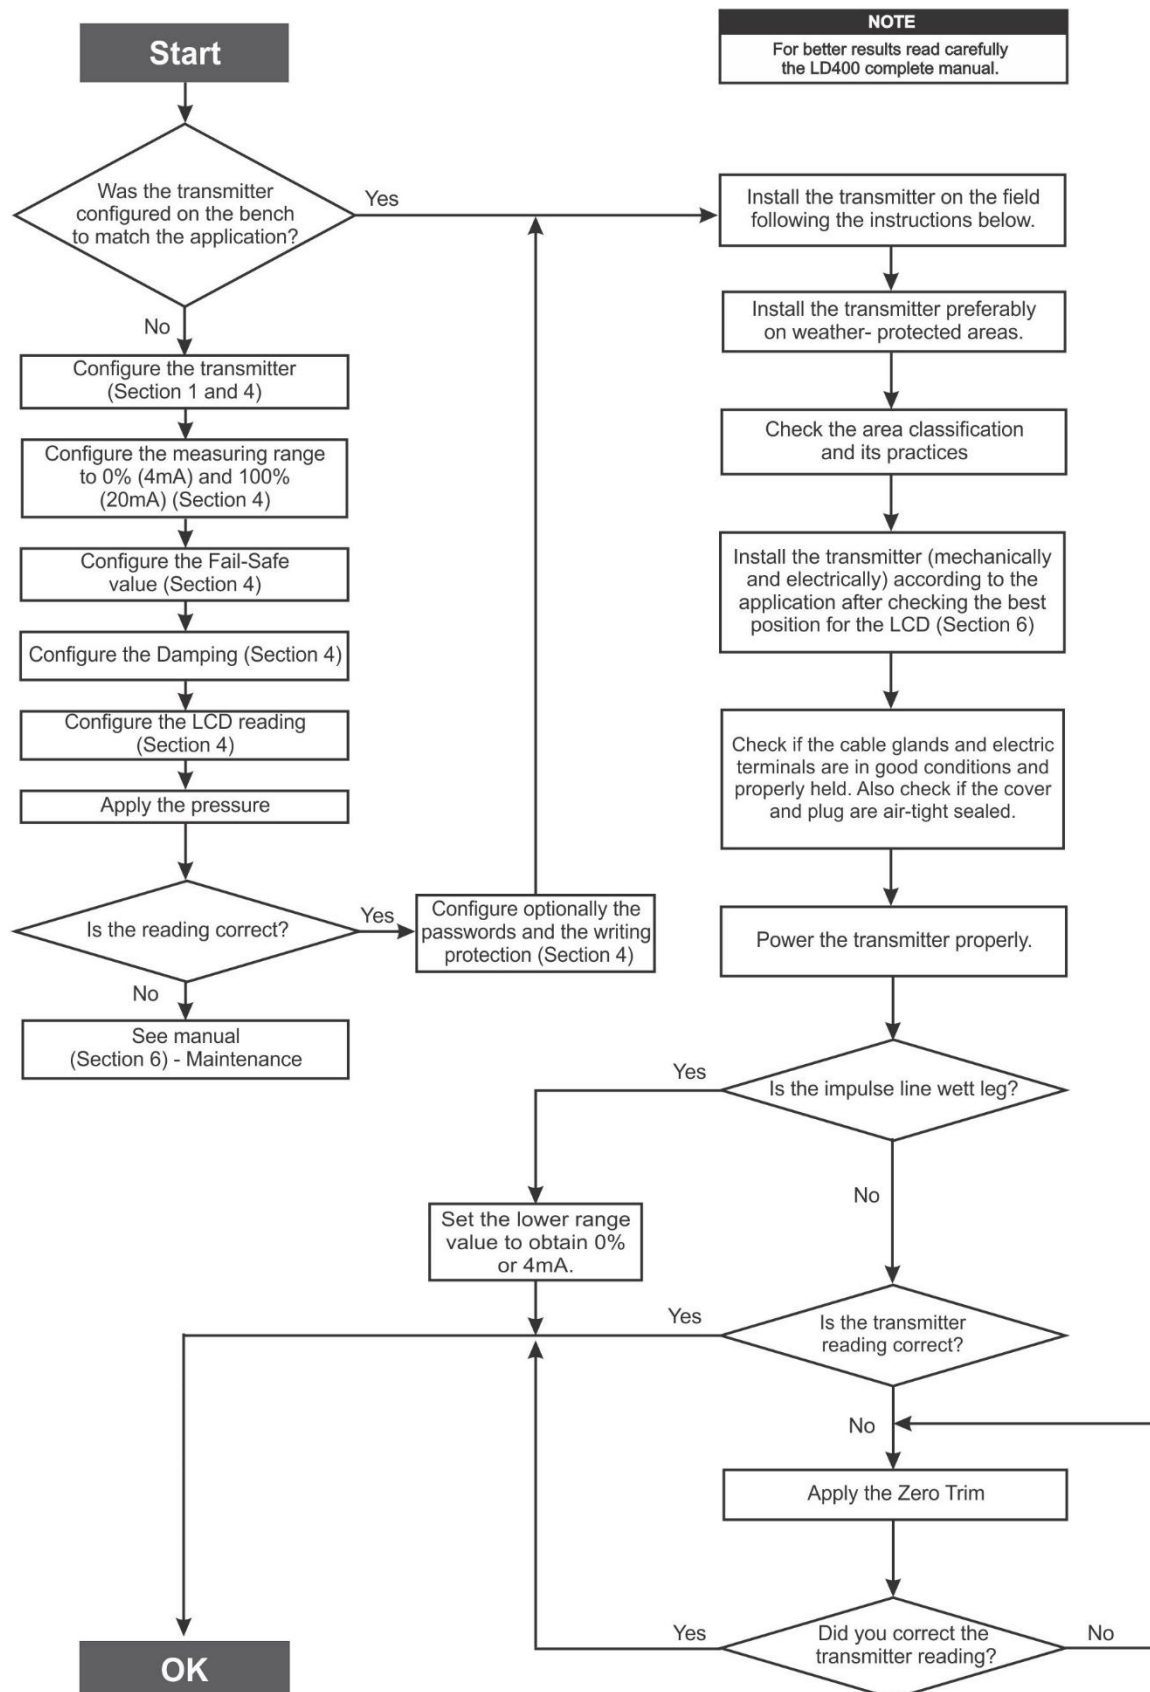 Start
NOTE
For better results read carefully
the LD400 complete manual.
Was the transmitter
configured on the bench
to match the application?
Yes
No
Configure the transmitter
(Section 1 and 4)
Configure the measuring range
to 0% (4mA) and 100%
(20mA) (Section 4)
Configure the Fail-Safe
value (Section 4)
Configure the Damping (Section 4)
Configure the LCD reading
(Section 4)
Apply the pressure
Is the reading correct?
Yes
Configure optionally the
passwords and the writing
protection (Section 4)
No
See manual
(Section 6) - Maintenance
Install the transmitter on the field
following the instructions below.
Install the transmitter preferably
on weather- protected areas.
Check the area classification
and its practices
Install the transmitter (mechanically
and electrically) according to the
application after checking the best
position for the LCD (Section 6)
Check if the cable glands and electric
terminals are in good conditions and
properly held. Also check if the cover
and plug are air-tight sealed.
Power the transmitter properly.
Is the impulse line wett leg?
Yes
No
Set the lower range
value to obtain 0%
or 4mA.
Is the transmitter
reading correct?
Yes
No
Apply the Zero Trim
Did you correct the
transmitter reading?
Yes
No
OK